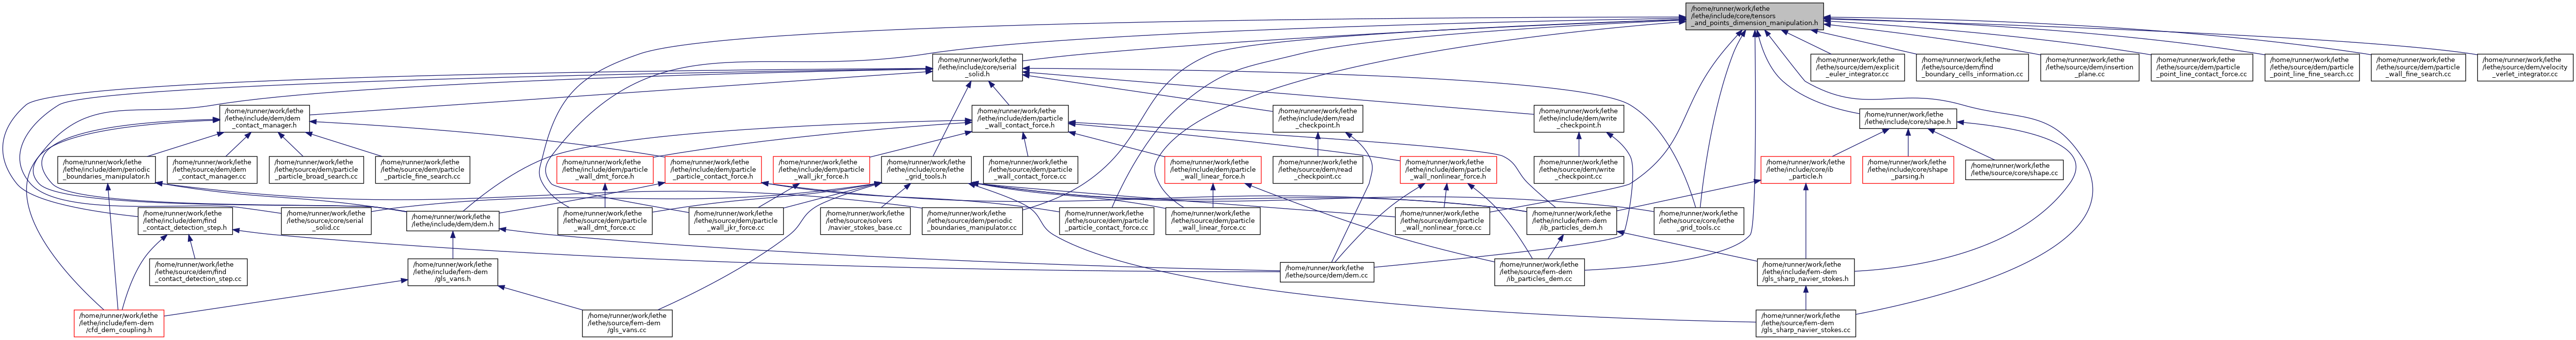 /home/runner/work/lethe
/lethe/include/core/tensors
_and_points_dimension_manipulation.h
/home/runner/work/lethe
/lethe/include/core/serial
_solid.h
/home/runner/work/lethe
/lethe/source/dem/explicit
_euler_integrator.cc
/home/runner/work/lethe
/lethe/source/dem/find
_boundary_cells_information.cc
/home/runner/work/lethe
/lethe/source/dem/insertion
_plane.cc
/home/runner/work/lethe
/lethe/source/dem/particle
_point_line_contact_force.cc
/home/runner/work/lethe
/lethe/source/dem/particle
_point_line_fine_search.cc
/home/runner/work/lethe
/lethe/source/dem/particle
_wall_fine_search.cc
/home/runner/work/lethe
/lethe/source/dem/velocity
_verlet_integrator.cc
/home/runner/work/lethe
/lethe/include/dem/dem
_contact_manager.h
/home/runner/work/lethe
/lethe/include/dem/particle
_wall_contact_force.h
/home/runner/work/lethe
/lethe/include/dem/read
_checkpoint.h
/home/runner/work/lethe
/lethe/include/dem/write
_checkpoint.h
/home/runner/work/lethe
/lethe/include/core/shape.h
/home/runner/work/lethe
/lethe/include/dem/periodic
_boundaries_manipulator.h
/home/runner/work/lethe
/lethe/source/dem/dem
_contact_manager.cc
/home/runner/work/lethe
/lethe/source/dem/particle
_particle_broad_search.cc
/home/runner/work/lethe
/lethe/source/dem/particle
_particle_fine_search.cc
/home/runner/work/lethe
/lethe/include/dem/particle
_wall_dmt_force.h
/home/runner/work/lethe
/lethe/include/dem/particle
_particle_contact_force.h
/home/runner/work/lethe
/lethe/include/dem/particle
_wall_jkr_force.h
/home/runner/work/lethe
/lethe/include/core/lethe
_grid_tools.h
/home/runner/work/lethe
/lethe/source/dem/particle
_wall_contact_force.cc
/home/runner/work/lethe
/lethe/include/dem/particle
_wall_linear_force.h
/home/runner/work/lethe
/lethe/source/dem/read
_checkpoint.cc
/home/runner/work/lethe
/lethe/include/dem/particle
_wall_nonlinear_force.h
/home/runner/work/lethe
/lethe/source/dem/write
_checkpoint.cc
/home/runner/work/lethe
/lethe/include/core/ib
_particle.h
/home/runner/work/lethe
/lethe/include/core/shape
_parsing.h
/home/runner/work/lethe
/lethe/source/core/shape.cc
/home/runner/work/lethe
/lethe/include/dem/find
_contact_detection_step.h
/home/runner/work/lethe
/lethe/source/core/serial
_solid.cc
/home/runner/work/lethe
/lethe/include/dem/dem.h
/home/runner/work/lethe
/lethe/source/dem/particle
_wall_dmt_force.cc
/home/runner/work/lethe
/lethe/source/dem/particle
_wall_jkr_force.cc
/home/runner/work/lethe
/lethe/source/solvers
/navier_stokes_base.cc
/home/runner/work/lethe
/lethe/source/dem/periodic
_boundaries_manipulator.cc
/home/runner/work/lethe
/lethe/source/dem/particle
_particle_contact_force.cc
/home/runner/work/lethe
/lethe/source/dem/particle
_wall_linear_force.cc
/home/runner/work/lethe
/lethe/source/dem/particle
_wall_nonlinear_force.cc
/home/runner/work/lethe
/lethe/include/fem-dem
/ib_particles_dem.h
/home/runner/work/lethe
/lethe/source/core/lethe
_grid_tools.cc
/home/runner/work/lethe
/lethe/source/dem/find
_contact_detection_step.cc
/home/runner/work/lethe
/lethe/include/fem-dem
/gls_vans.h
/home/runner/work/lethe
/lethe/source/dem/dem.cc
/home/runner/work/lethe
/lethe/source/fem-dem
/ib_particles_dem.cc
/home/runner/work/lethe
/lethe/include/fem-dem
/gls_sharp_navier_stokes.h
/home/runner/work/lethe
/lethe/include/fem-dem
/cfd_dem_coupling.h
/home/runner/work/lethe
/lethe/source/fem-dem
/gls_vans.cc
/home/runner/work/lethe
/lethe/source/fem-dem
/gls_sharp_navier_stokes.cc